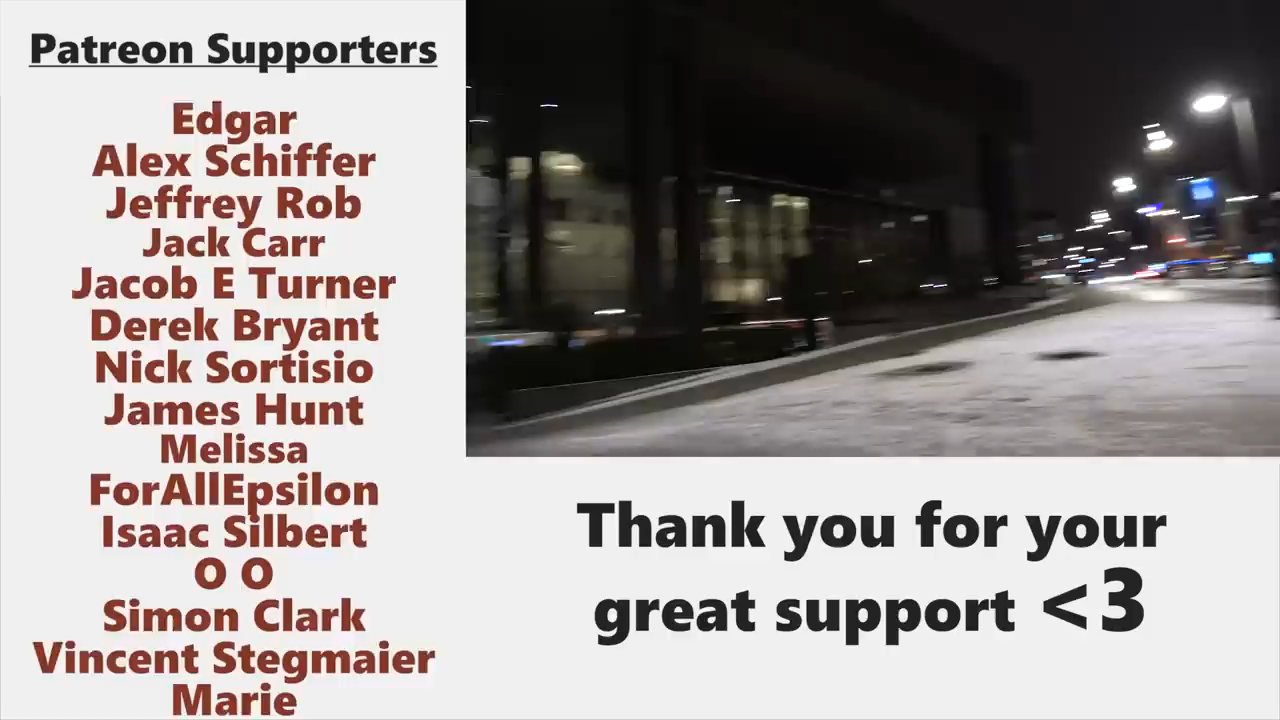 Patreon Supporters
Edgar
Alex Schiffer
Jeffrey Rob
Jack Carr
Jacob E Turner
Derek Bryant
Nick Sortisio
James Hunt
Melissa
ForAllEpsilon
Isaac Silbert
O O
Simon Clark
Vincent Stegmaier
Marie
Thank you for your
great support <3